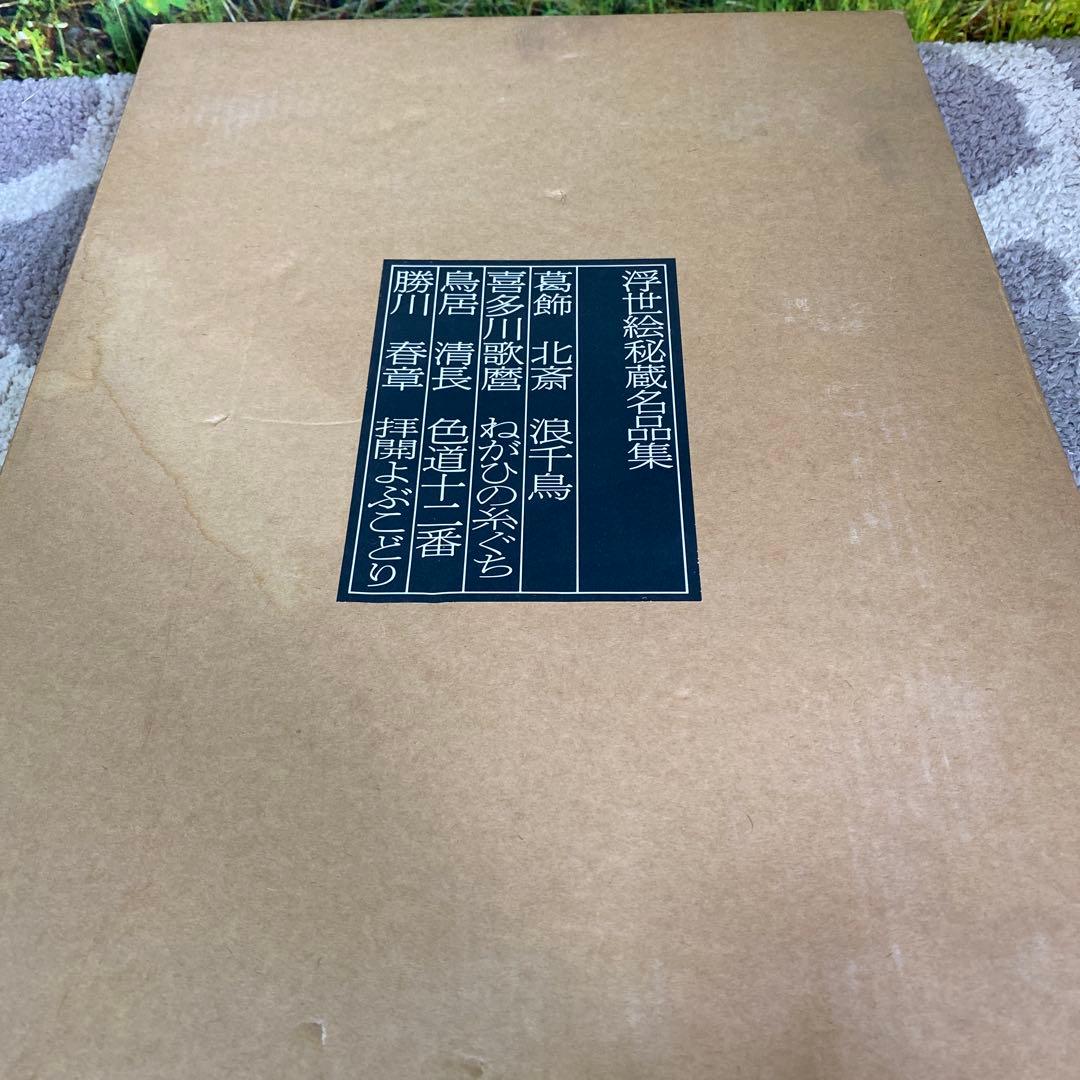 浮世絵秘蔵名品集
葛飾 北斎 浪千鳥
喜多川歌麿 ねがひの糸ぐち
鳥居 清長 色道十二番
勝川 春章 拝開よぶこどり